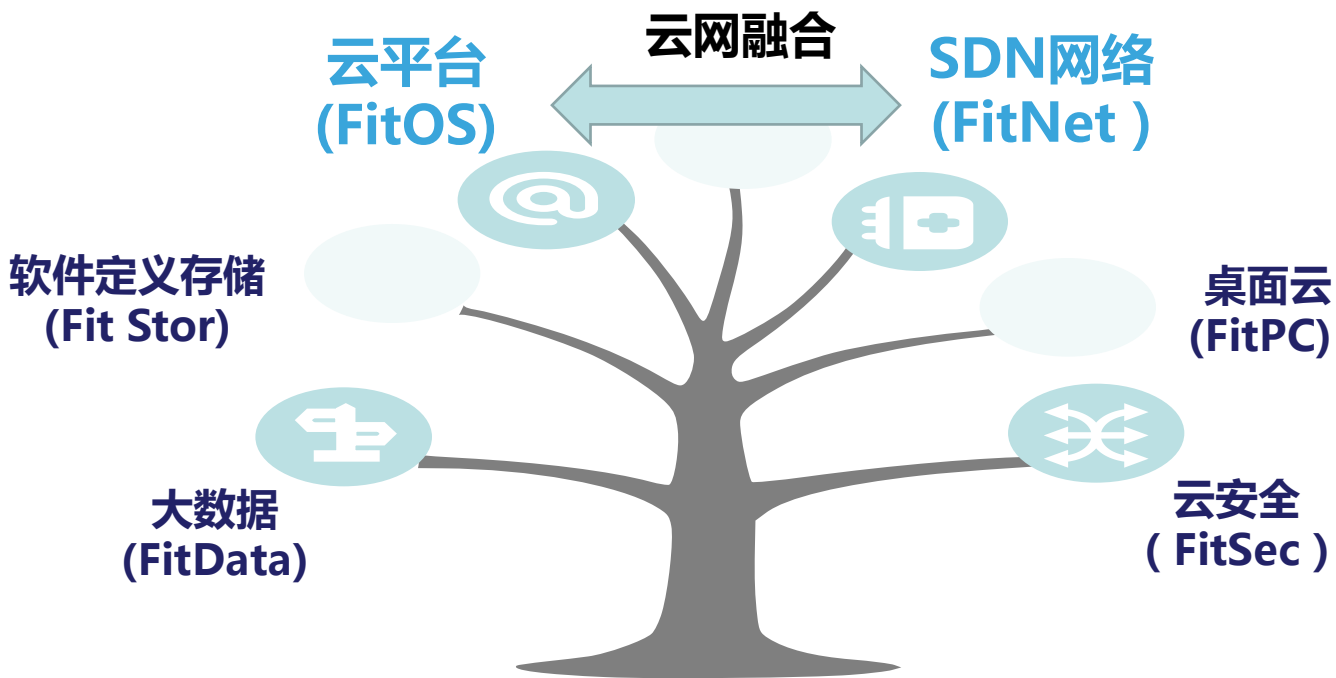 云网融合
云平台
(FitOS)
SDN网络
(FitNet )
软件定义存储
(Fit Stor)
桌面云
(FitPC)
大数据
(FitData)
云安全
( FitSec )